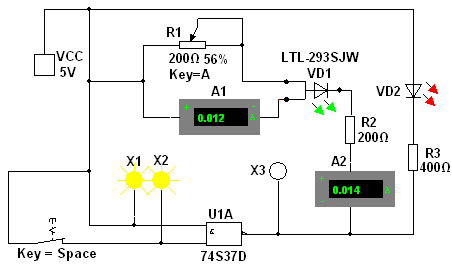 R1
VCC
5V
200Ω 56%
Key=A
LTL-293SJW
VD1
A1
0.012
VD2
R2
200Ω
X1
X2
X3
A2
0.014
R3
400Ω
U1A
&
Key = Space
74S37D